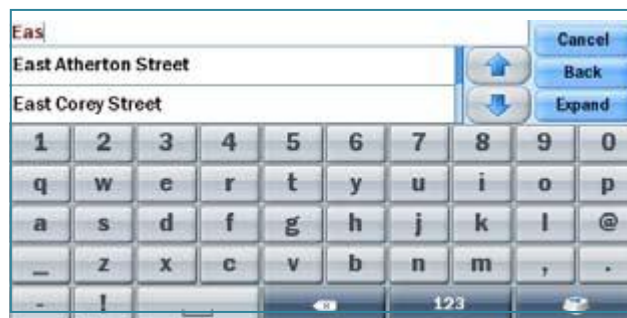 Eas
Cancel
East Atherton Street
Back
East Corey Street
Expand
1 2 3 4 5 6 7 8 9 0
q w e r t y u i o p
a s d f g h j k l @
_ z x c v b n m , .
- ! 123